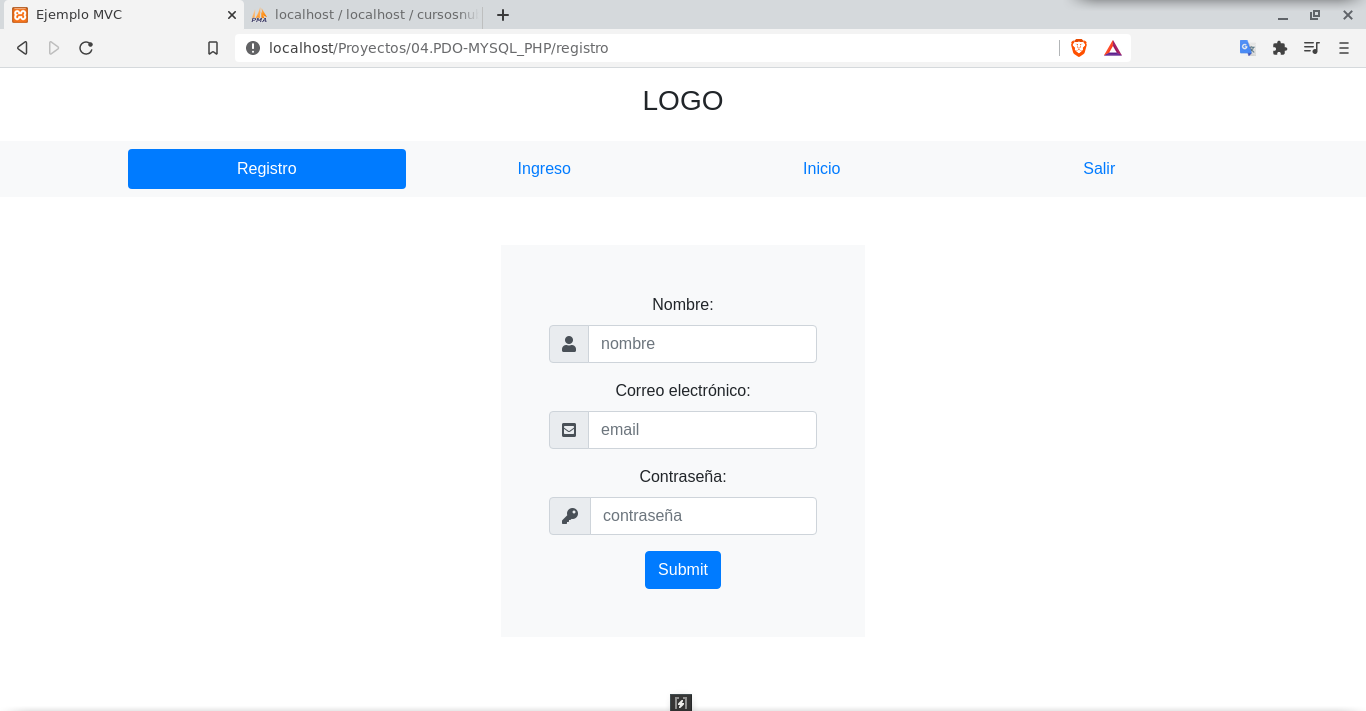 Ejemplo MVC
localhost / localhost / cursosnu
localhost/Proyectos/04.PDO-MYSQL_PHP/registro
LOGO
Registro Ingreso Inicio Salir
Nombre:
nombre
Correo electrónico:
email
Contraseña:
contraseña
Submit